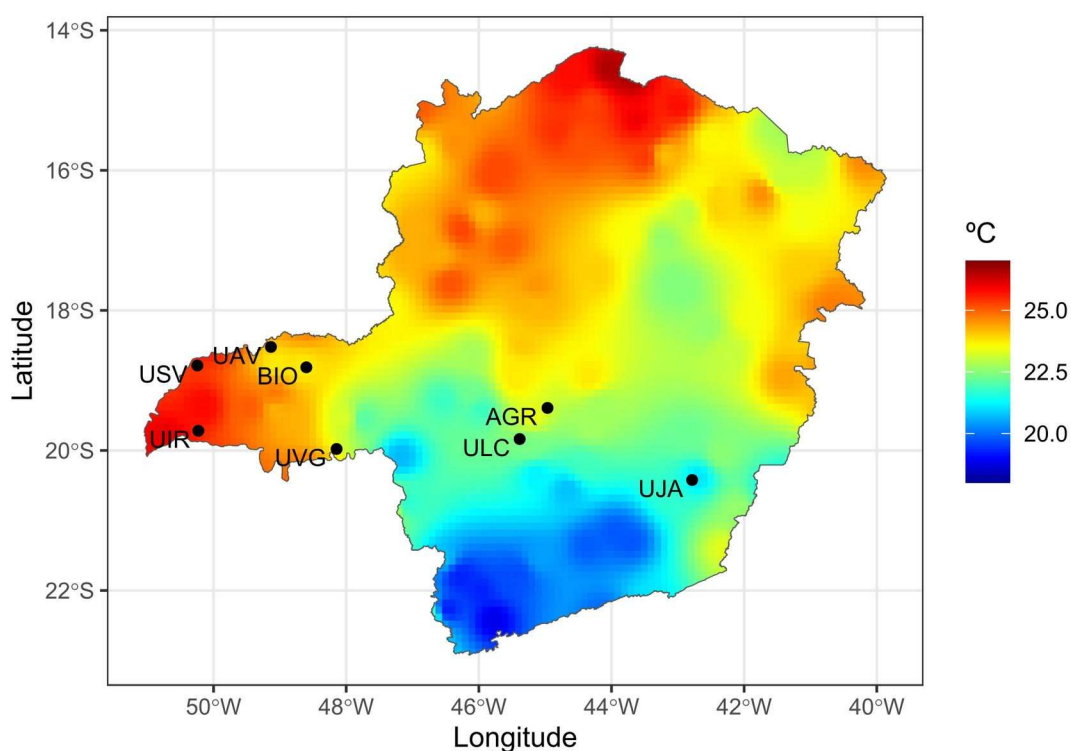 14°S
16°S
18°S
20°S
22°S
Latitude
USV
UAV
BIO
UIR
UVG
AGR
ULC
UJA
50°W
48°W
46°W
44°W
42°W
40°W
Longitude
ºC
25.0
22.5
20.0